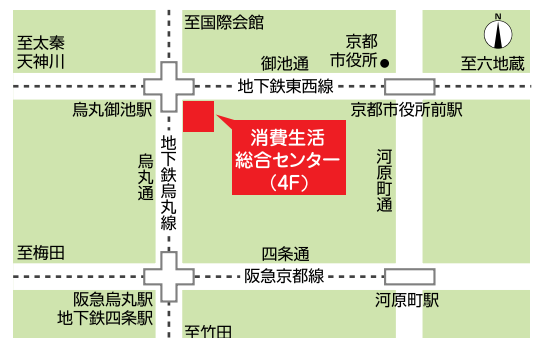 至国際会館
N
至太秦
天神川
京都
市役所
御池通
至六地蔵
地下鉄東西線
烏丸御池駅
京都市役所前駅
消費生活
総合センター
(4F)
地下鉄烏丸線
烏丸通
河原町通
至梅田
四条通
阪急京都線
阪急烏丸駅
地下鉄四条駅
河原町駅
至竹田